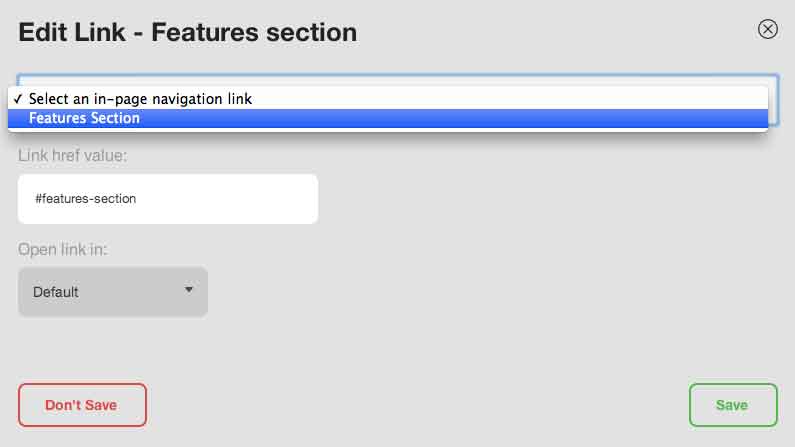 Edit Link - Features section
✓ Select an in-page navigation link
Features Section
Link href value:
#features-section
Open link in:
Default
Don't Save
Save